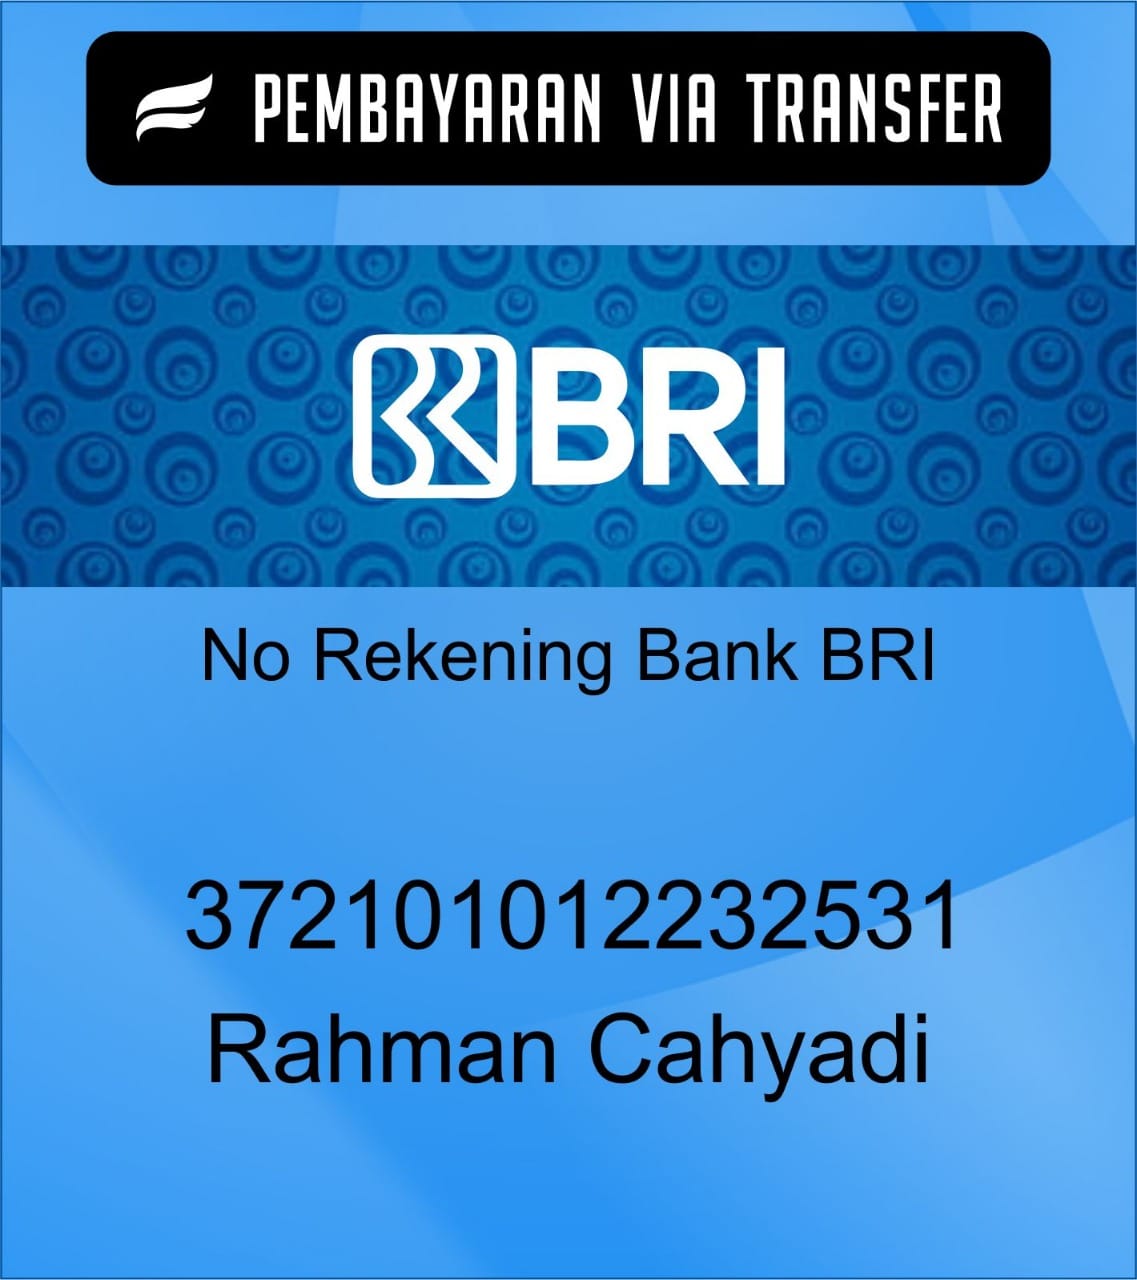 PEMBAYARAN VIA TRANSFER
BRI
No Rekening Bank BRI
372101012232531
Rahman Cahyadi